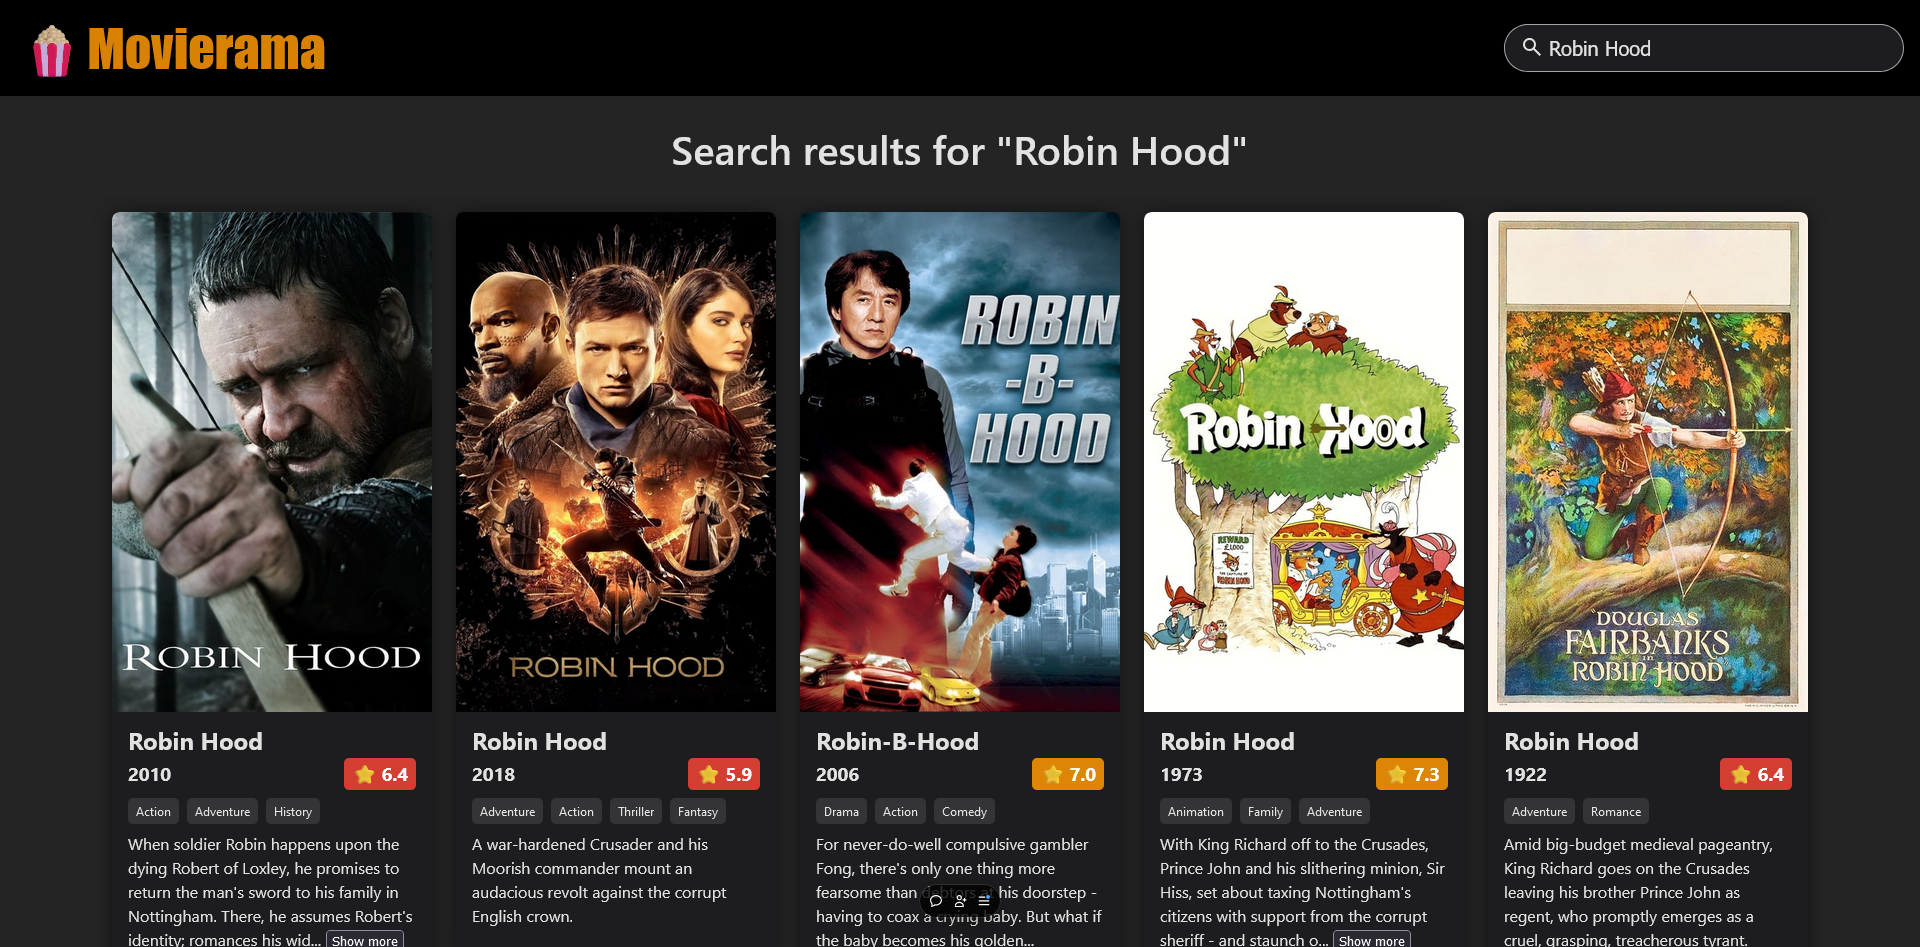 Movierama
Robin Hood
Search results for "Robin Hood"
ROBIN HOOD
ROBIN HOOD
ROBIN
-B-
HOOD
Robin Hood
REWARD
£1,000
ROBIN HOOD
"DOUGLAS
FAIRBANKS
in
ROBIN HOOD"
Robin Hood
2010
6.4
Action
Adventure
History
When soldier Robin happens upon the
dying Robert of Loxley, he promises to
return the man's sword to his family in
Nottingham. There, he assumes Robert's
identity; romances his wid... Show more
Robin Hood
2018
5.9
Adventure
Action
Thriller
Fantasy
A war-hardened Crusader and his
Moorish commander mount an
audacious revolt against the corrupt
English crown.
Robin-B-Hood
2006
7.0
Drama
Action
Comedy
For never-do-well compulsive gambler
Fong, there's only one thing more
fearsome than debtors at his doorstep -
having to coax a crying baby. But what if
the baby becomes his golden...
Robin Hood
1973
7.3
Animation
Family
Adventure
With King Richard off to the Crusades,
Prince John and his slithering minion, Sir
Hiss, set about taxing Nottingham's
citizens with support from the corrupt
sheriff - and staunch o... Show more
Robin Hood
1922
6.4
Adventure
Romance
Amid big-budget medieval pageantry,
King Richard goes on the Crusades
leaving his brother Prince John as
regent, who promptly emerges as a
cruel, grasping, treacherous tyrant.